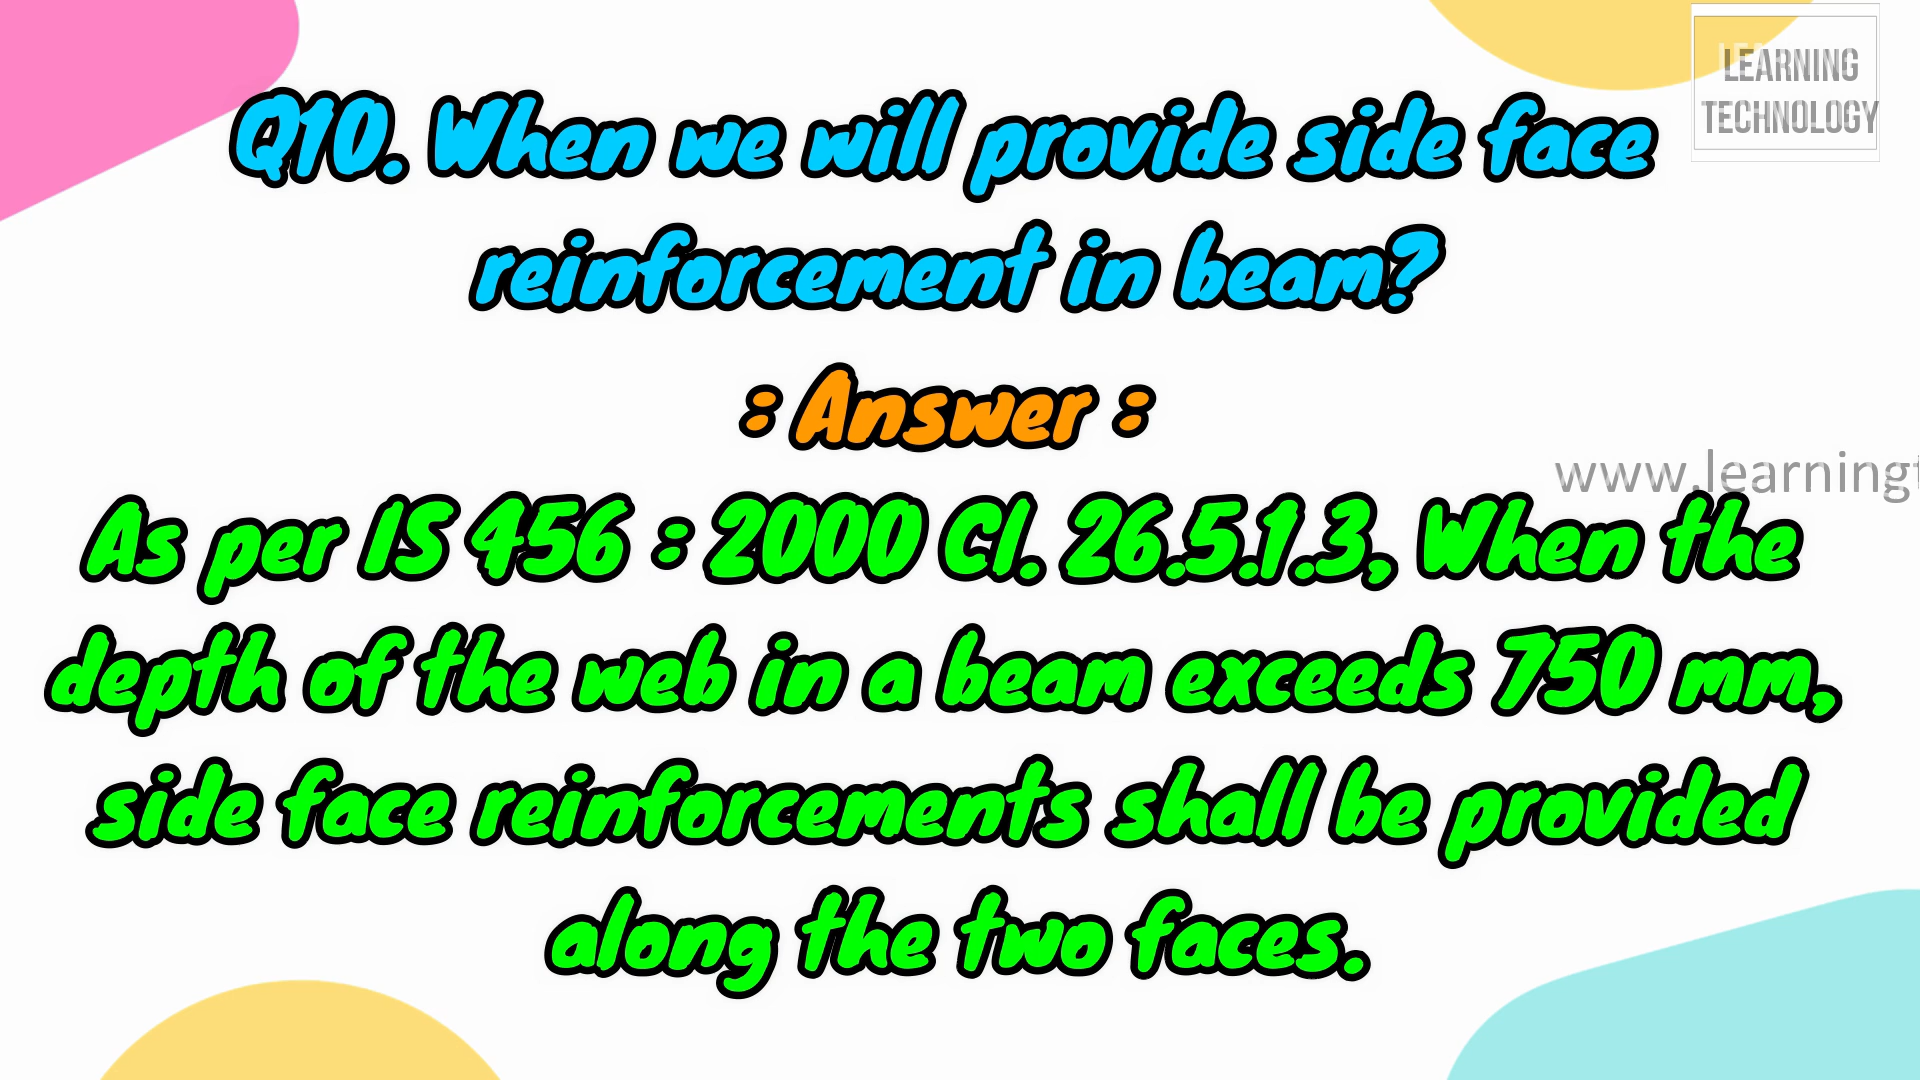 LEARNING
TECHNOLOGY
Q10. When we will provide side face
reinforcement in beam?
: Answer :
www.learningt
As per IS 456 : 2000 Cl. 26.5.1.3, When the
depth of the web in a beam exceeds 750 mm,
side face reinforcements shall be provided
along the two faces.